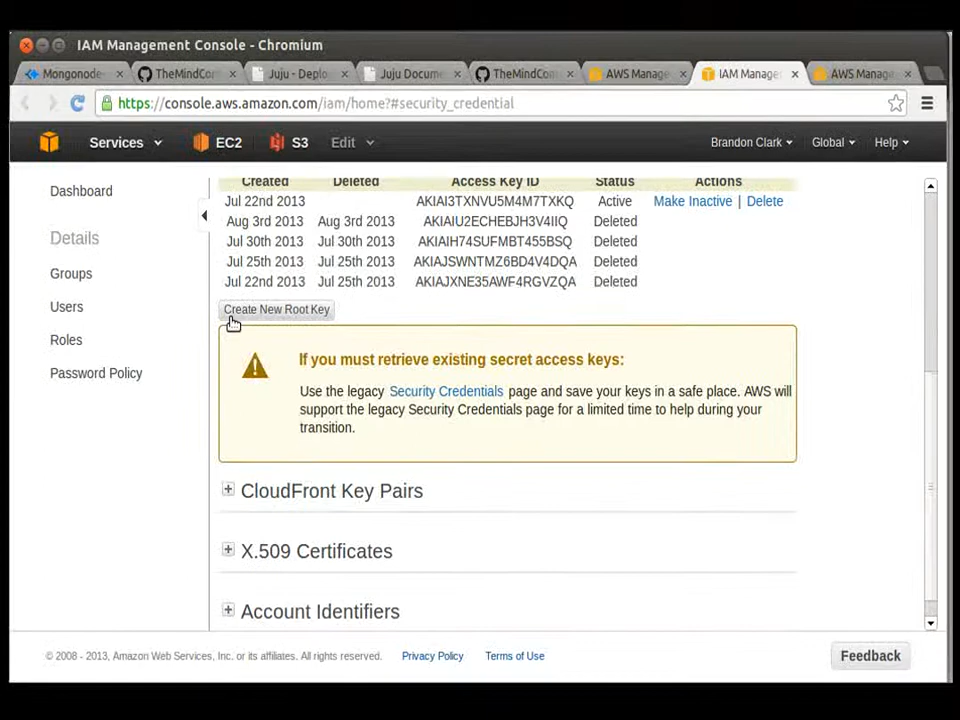 IAM Management Console - Chromium
Mongonode
TheMindCo
Juju - Deplo
Juju Docum
TheMindCo
AWS Manage
IAM Manage
AWS Manage
https://console.aws.amazon.com/iam/home?#security_credential
Services EC2 S3 Edit Brandon Clark Global Help
Dashboard
Details
Groups
Users
Roles
Password Policy
Created Deleted Access Key ID Status Actions
Jul 22nd 2013 AKIAI3TXNVU5M4M7TXKQ Active Make Inactive | Delete
Aug 3rd 2013 Aug 3rd 2013 AKIAIU2ECHEBJH3V4IIQ Deleted
Jul 30th 2013 Jul 30th 2013 AKIAIH74SUFMBT455BSQ Deleted
Jul 25th 2013 Jul 25th 2013 AKIAJSWNTMZ6BD4V4DQA Deleted
Jul 22nd 2013 Jul 25th 2013 AKIAJXNE35AWF4RGVZQA Deleted
Create New Root Key
If you must retrieve existing secret access keys:
Use the legacy Security Credentials page and save your keys in a safe place. AWS will
support the legacy Security Credentials page for a limited time to help during your
transition.
CloudFront Key Pairs
X.509 Certificates
Account Identifiers
© 2008 - 2013, Amazon Web Services, Inc. or its affiliates. All rights reserved. Privacy Policy Terms of Use
Feedback